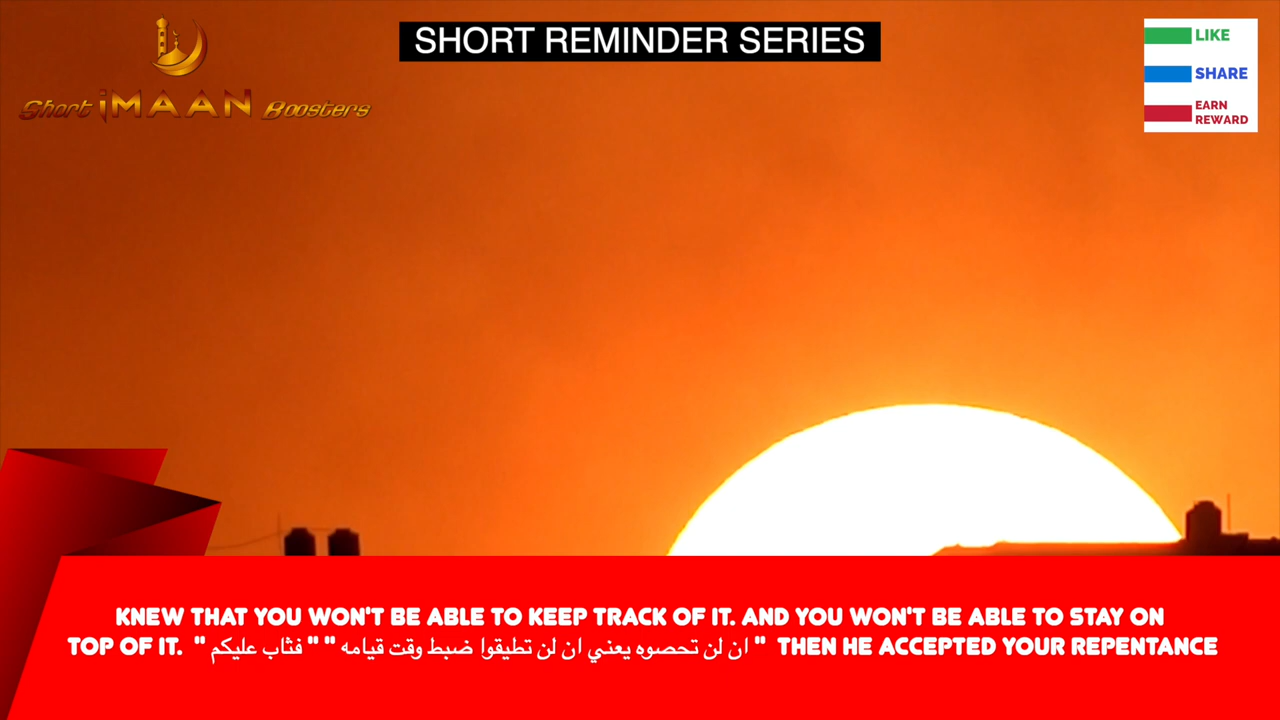 Short iMAAN Boosters
SHORT REMINDER SERIES
LIKE
SHARE
EARN
REWARD
KNEW THAT YOU WON'T BE ABLE TO KEEP TRACK OF IT. AND YOU WON'T BE ABLE TO STAY ON
TOP OF IT. " ان لن تحصوه يعني ان لن تطيقوا ضبط وقت قيامه " " فثاب عليكم " THEN HE ACCEPTED YOUR REPENTANCE